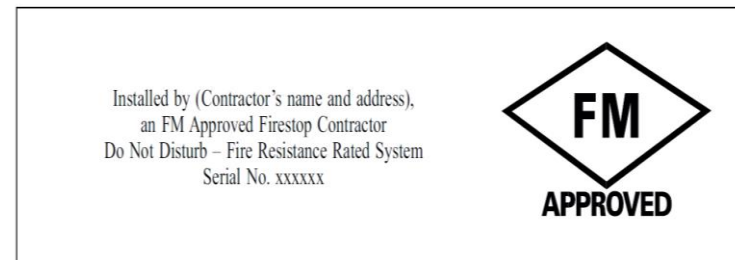 Installed by (Contractor’s name and address),
an FM Approved Firestop Contractor
Do Not Disturb – Fire Resistance Rated System
Serial No. xxxxxx
FM
APPROVED